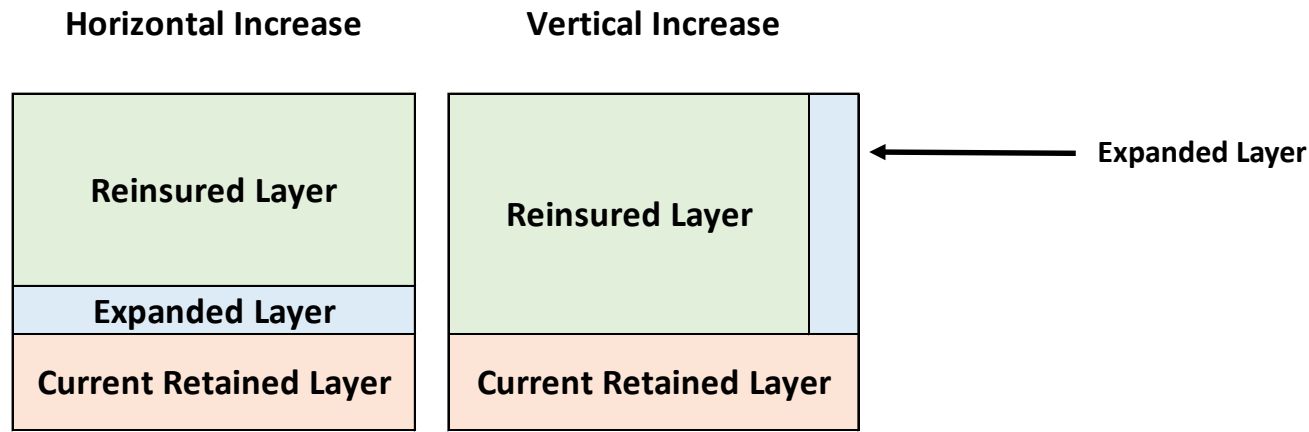 Horizontal Increase
Vertical Increase
Reinsured Layer
Expanded Layer
Current Retained Layer
Reinsured Layer
Current Retained Layer
Expanded Layer